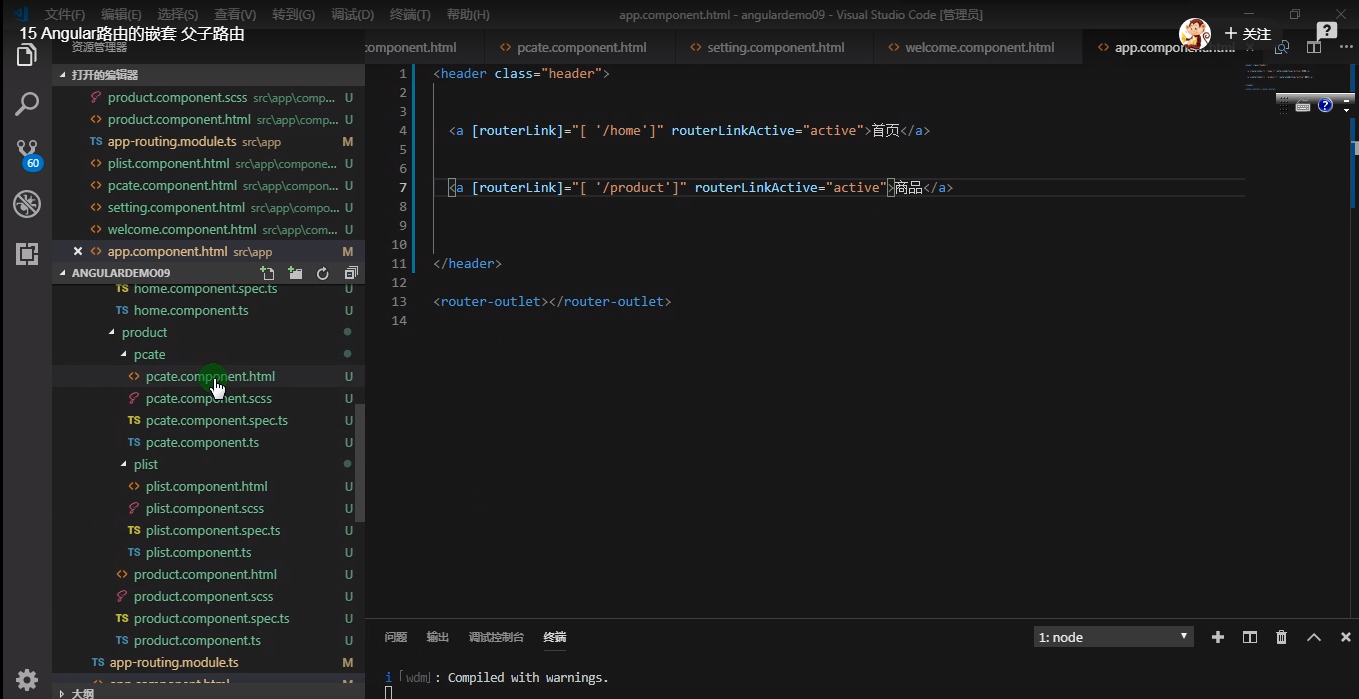 文件(F) 编辑(E) 选择(S) 查看(V) 转到(G) 调试(D) 终端(T) 帮助(H) app.component.html - angulardemo09 - Visual Studio Code [管理员]
15 Angular路由的嵌套 父子路由
+ 关注
资源管理器
omponent.html pcate.component.html setting.component.html welcome.component.html
打开的编辑器
product.component.scss src\app\comp... U
product.component.html src\app\comp... U
TS app-routing.module.ts src\app M
plist.component.html src\app\compone... U
pcate.component.html src\app\compon... U
setting.component.html src\app\compo... U
welcome.component.html src\app\com... U
app.component.html src\app M
60
ANGULARDEMO09
TS home.component.spec.ts U
TS home.component.ts U
product
pcate
pcate.component.html U
pcate.component.scss U
TS pcate.component.spec.ts U
TS pcate.component.ts U
plist
plist.component.html U
plist.component.scss U
TS plist.component.spec.ts U
TS plist.component.ts U
product.component.html U
product.component.scss U
TS product.component.spec.ts U
TS product.component.ts U
TS app-routing.module.ts M
大纲
1 <header class="header">
2
3
4 <a [routerLink]="[ '/home']" routerLinkActive="active">首页</a>
5
6
7 <a [routerLink]="[ '/product']" routerLinkActive="active">商品</a>
8
9
10
11 </header>
12
13 <router-outlet></router-outlet>
14
问题 输出 调试控制台 终端 1: node
i 「wdm」: Compiled with warnings.